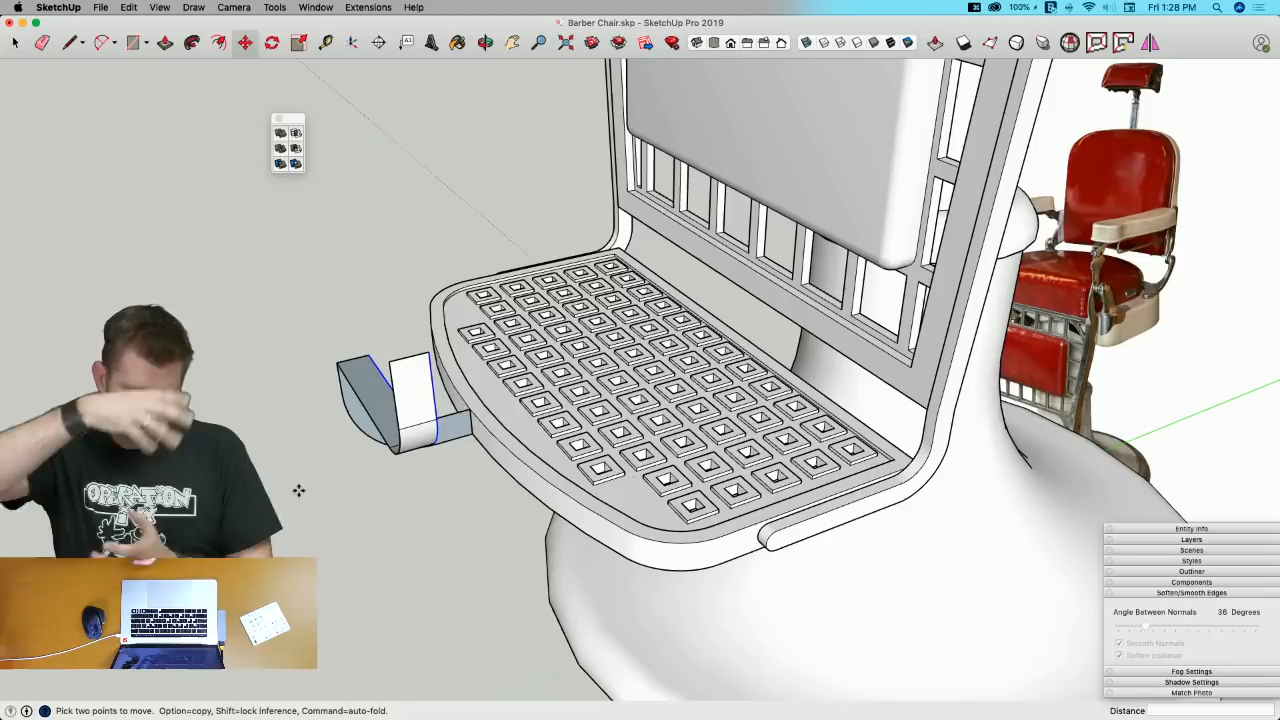 SketchUp File Edit View Draw Camera Tools Window Extensions Help
100% Fri 1:28 PM
Barber Chair.skp - SketchUp Pro 2019
OPERATION
Entity Info
Layers
Scenes
Styles
Outliner
Components
Soften/Smooth Edges
Angle Between Normals 36 Degrees
Smooth Normals
Soften coplanar
Fog Settings
Shadow Settings
Match Photo
Pick two points to move. Option=copy, Shift=lock inference, Command=auto-fold.
Distance